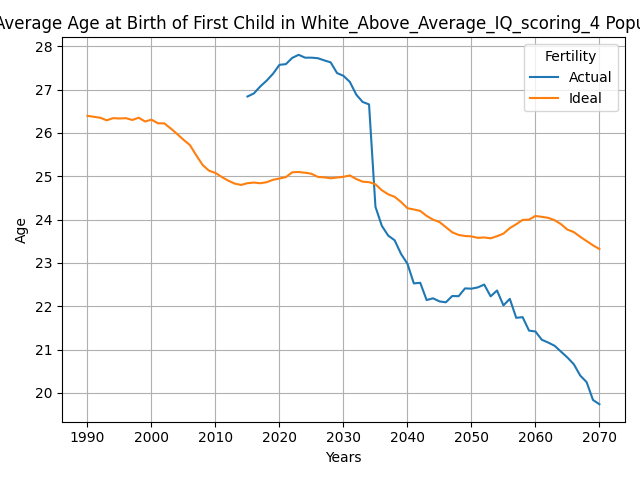 Average Age at Birth of First Child in White_Above_Average_IQ_scoring_4 Popu
28
27
26
25
24
23
22
21
20
Age
Fertility
Actual
Ideal
1990 2000 2010 2020 2030 2040 2050 2060 2070
Years